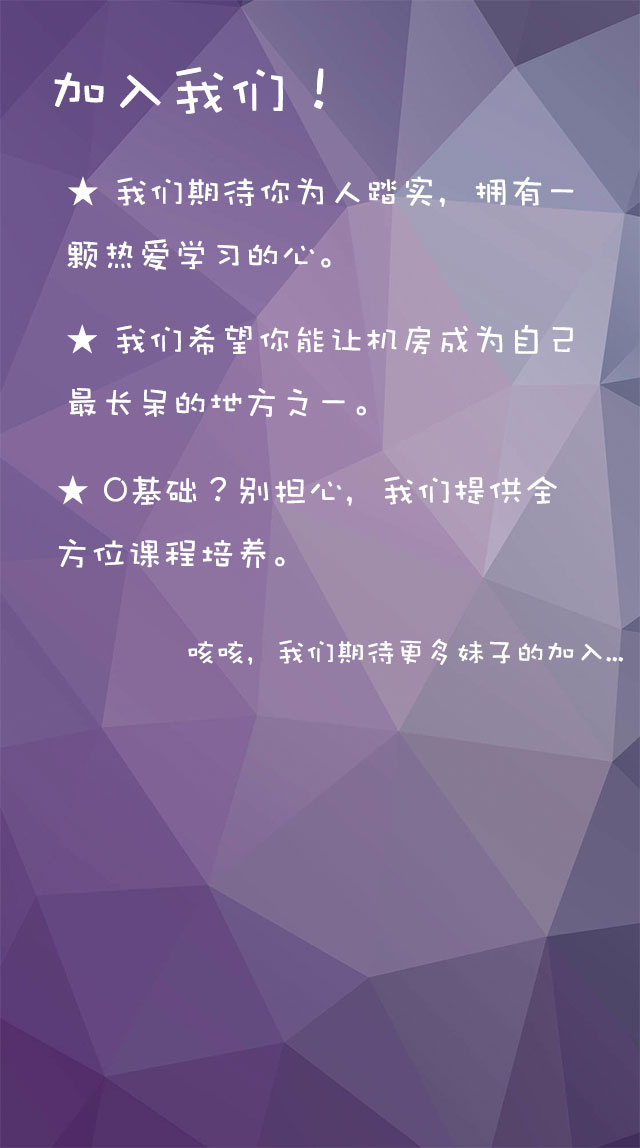 加入我们！
★ 我们期待你为人踏实，拥有一
颗热爱学习的心。
★ 我们希望你能让机房成为自己
最长呆的地方之一。
★ 0基础？别担心，我们提供全
方位课程培养。
咳咳，我们期待更多妹子的加入...